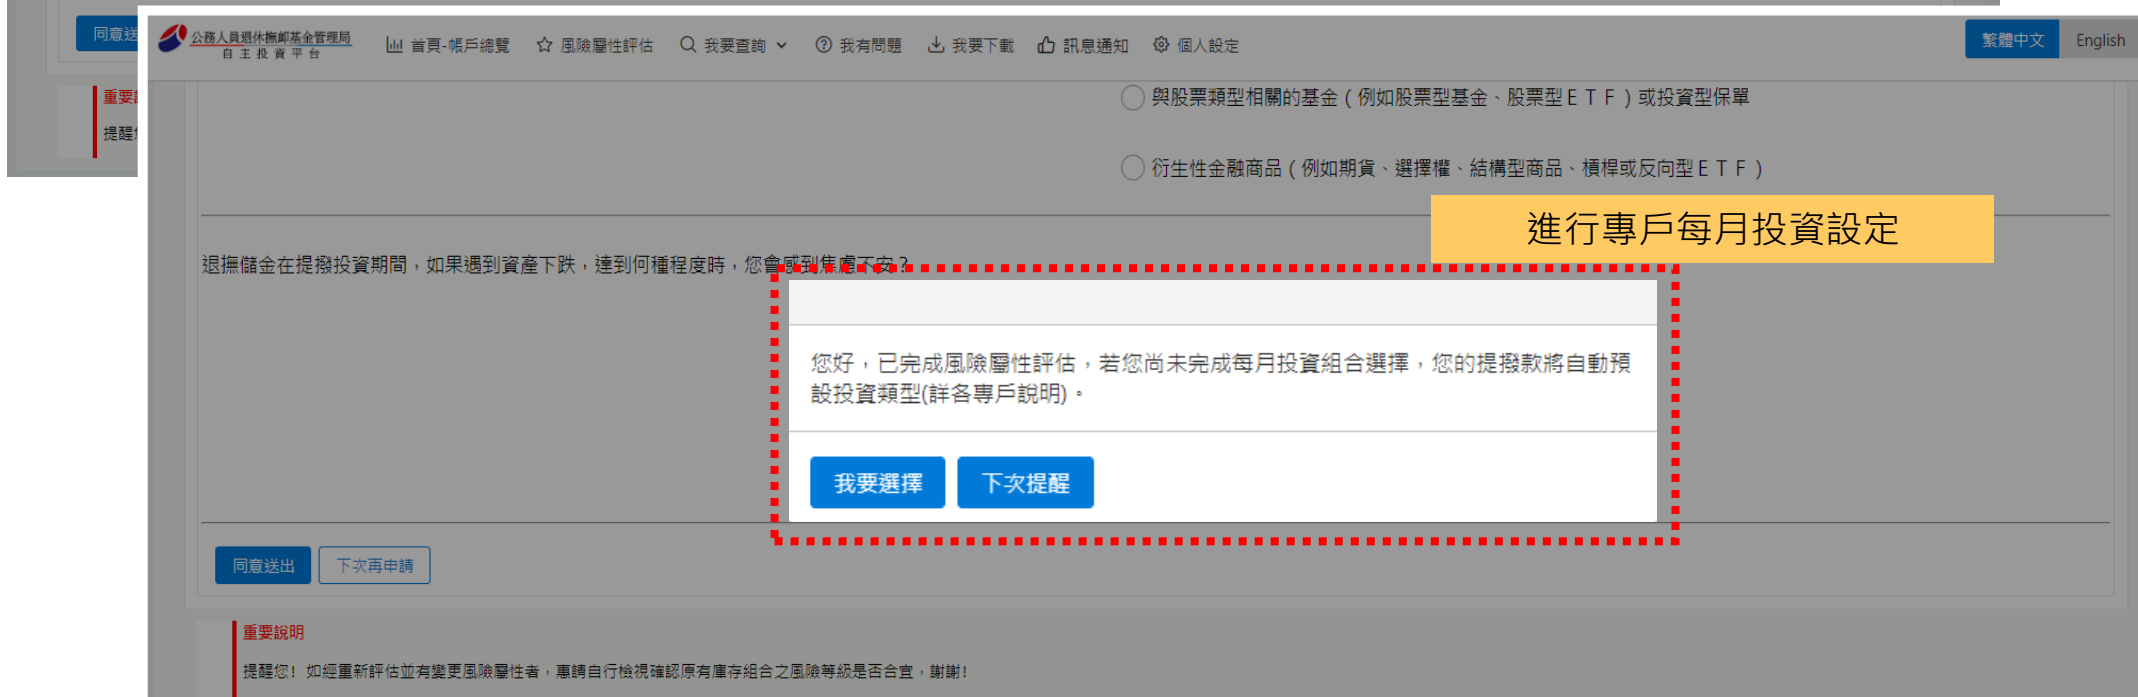 同意送
重要
提醒
公務人員退休撫卹基金管理局
自主投資平台
首頁-帳戶總覽
風險屬性評估
我要查詢
我有問題
我要下載
訊息通知
個人設定
繁體中文
English
與股票類型相關的基金(例如股票型基金、股票型ETF)或投資型保單
衍生性金融商品(例如期貨、選擇權、結構型商品、槓桿或反向型ETF)
進行專戶每月投資設定
退撫儲金在提撥投資期間，如果遇到資產下跌，達到何種程度時，您會感到焦慮不安?
您好，已完成風險屬性評估，若您尚未完成每月投資組合選擇，您的提撥款將自動預
設投資類型(詳各專戶說明)。
我要選擇
下次提醒
同意送出
下次再申請
重要說明
提醒您! 如經重新評估並有變更風險屬性者，惠請自行檢視確認原有庫存組合之風險等級是否合宜，謝謝!